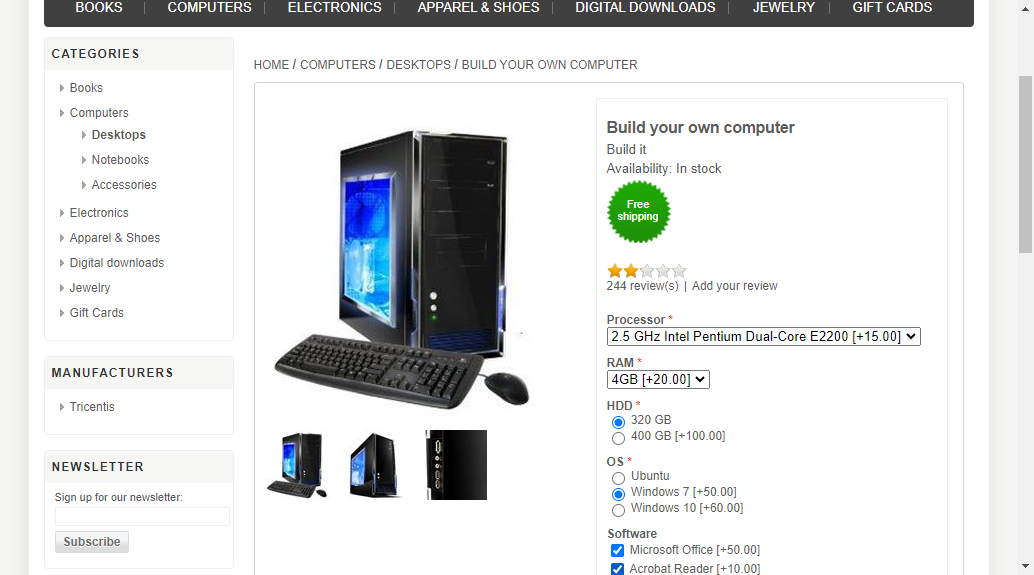 BOOKS COMPUTERS ELECTRONICS APPAREL & SHOES DIGITAL DOWNLOADS JEWELRY GIFT CARDS
CATEGORIES
Books
Computers
Desktops
Notebooks
Accessories
Electronics
Apparel & Shoes
Digital downloads
Jewelry
Gift Cards
MANUFACTURERS
Tricentis
NEWSLETTER
Sign up for our newsletter:
Subscribe
HOME / COMPUTERS / DESKTOPS / BUILD YOUR OWN COMPUTER
Build your own computer
Build it
Availability: In stock
Free
shipping
244 review(s) | Add your review
Processor *
2.5 GHz Intel Pentium Dual-Core E2200 [+15.00]
RAM *
4GB [+20.00]
HDD *
320 GB
400 GB [+100.00]
OS *
Ubuntu
Windows 7 [+50.00]
Windows 10 [+60.00]
Software
Microsoft Office [+50.00]
Acrobat Reader [+10.00]